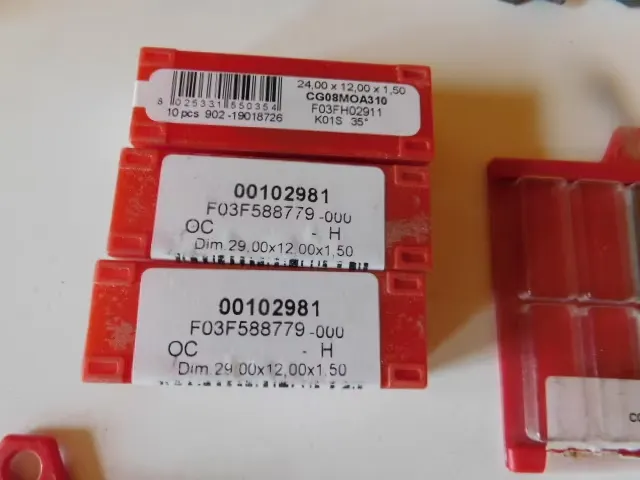 24,00 x 12,00 x 1,50
CG08MOA310
F03FH02911
K01S 35°
8 025331 550354
10 pcs 902 -19018726
00102981
F03F588779 -000
OC - H
Dim.29,00x12,00x1,50
00102981
F03F588779 -000
OC - H
Dim.29,00x12,00x1,50